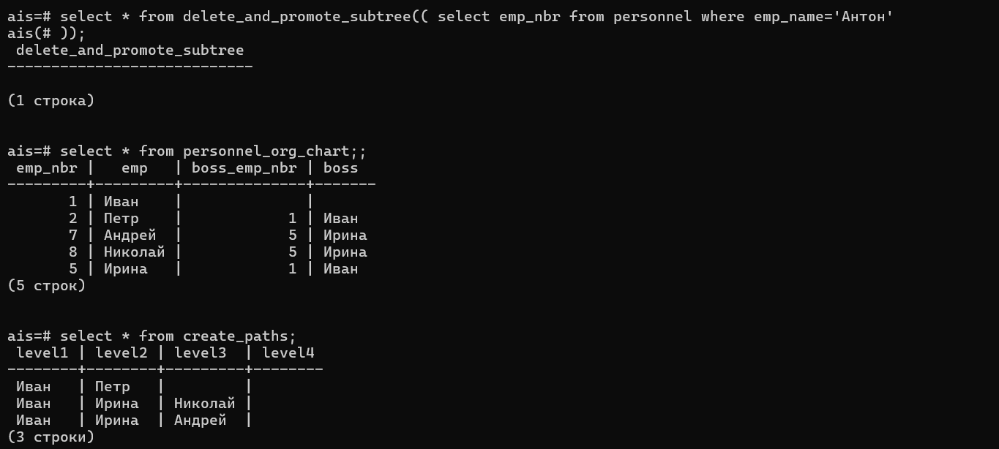 ais=# select * from delete_and_promote_subtree(( select emp_nbr from personnel where emp_name='Антон'
ais(# ));
 delete_and_promote_subtree
----------------------------

(1 строка)


ais=# select * from personnel_org_chart;;
 emp_nbr |   emp   | boss_emp_nbr | boss
---------+---------+--------------+-------
       1 | Иван    |              |
       2 | Петр    |            1 | Иван
       7 | Андрей  |            5 | Ирина
       8 | Николай |            5 | Ирина
       5 | Ирина   |            1 | Иван
(5 строк)


ais=# select * from create_paths;
 level1 | level2 | level3  | level4
--------+--------+---------+--------
 Иван   | Петр   |         |
 Иван   | Ирина  | Николай |
 Иван   | Ирина  | Андрей  |
(3 строки)